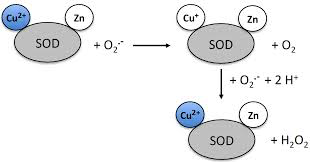 Cu²⁺ Zn Cu⁺ Zn
SOD + O₂·⁻ SOD + O₂
+ O₂·⁻ + 2 H⁺
Cu²⁺ Zn
SOD + H₂O₂